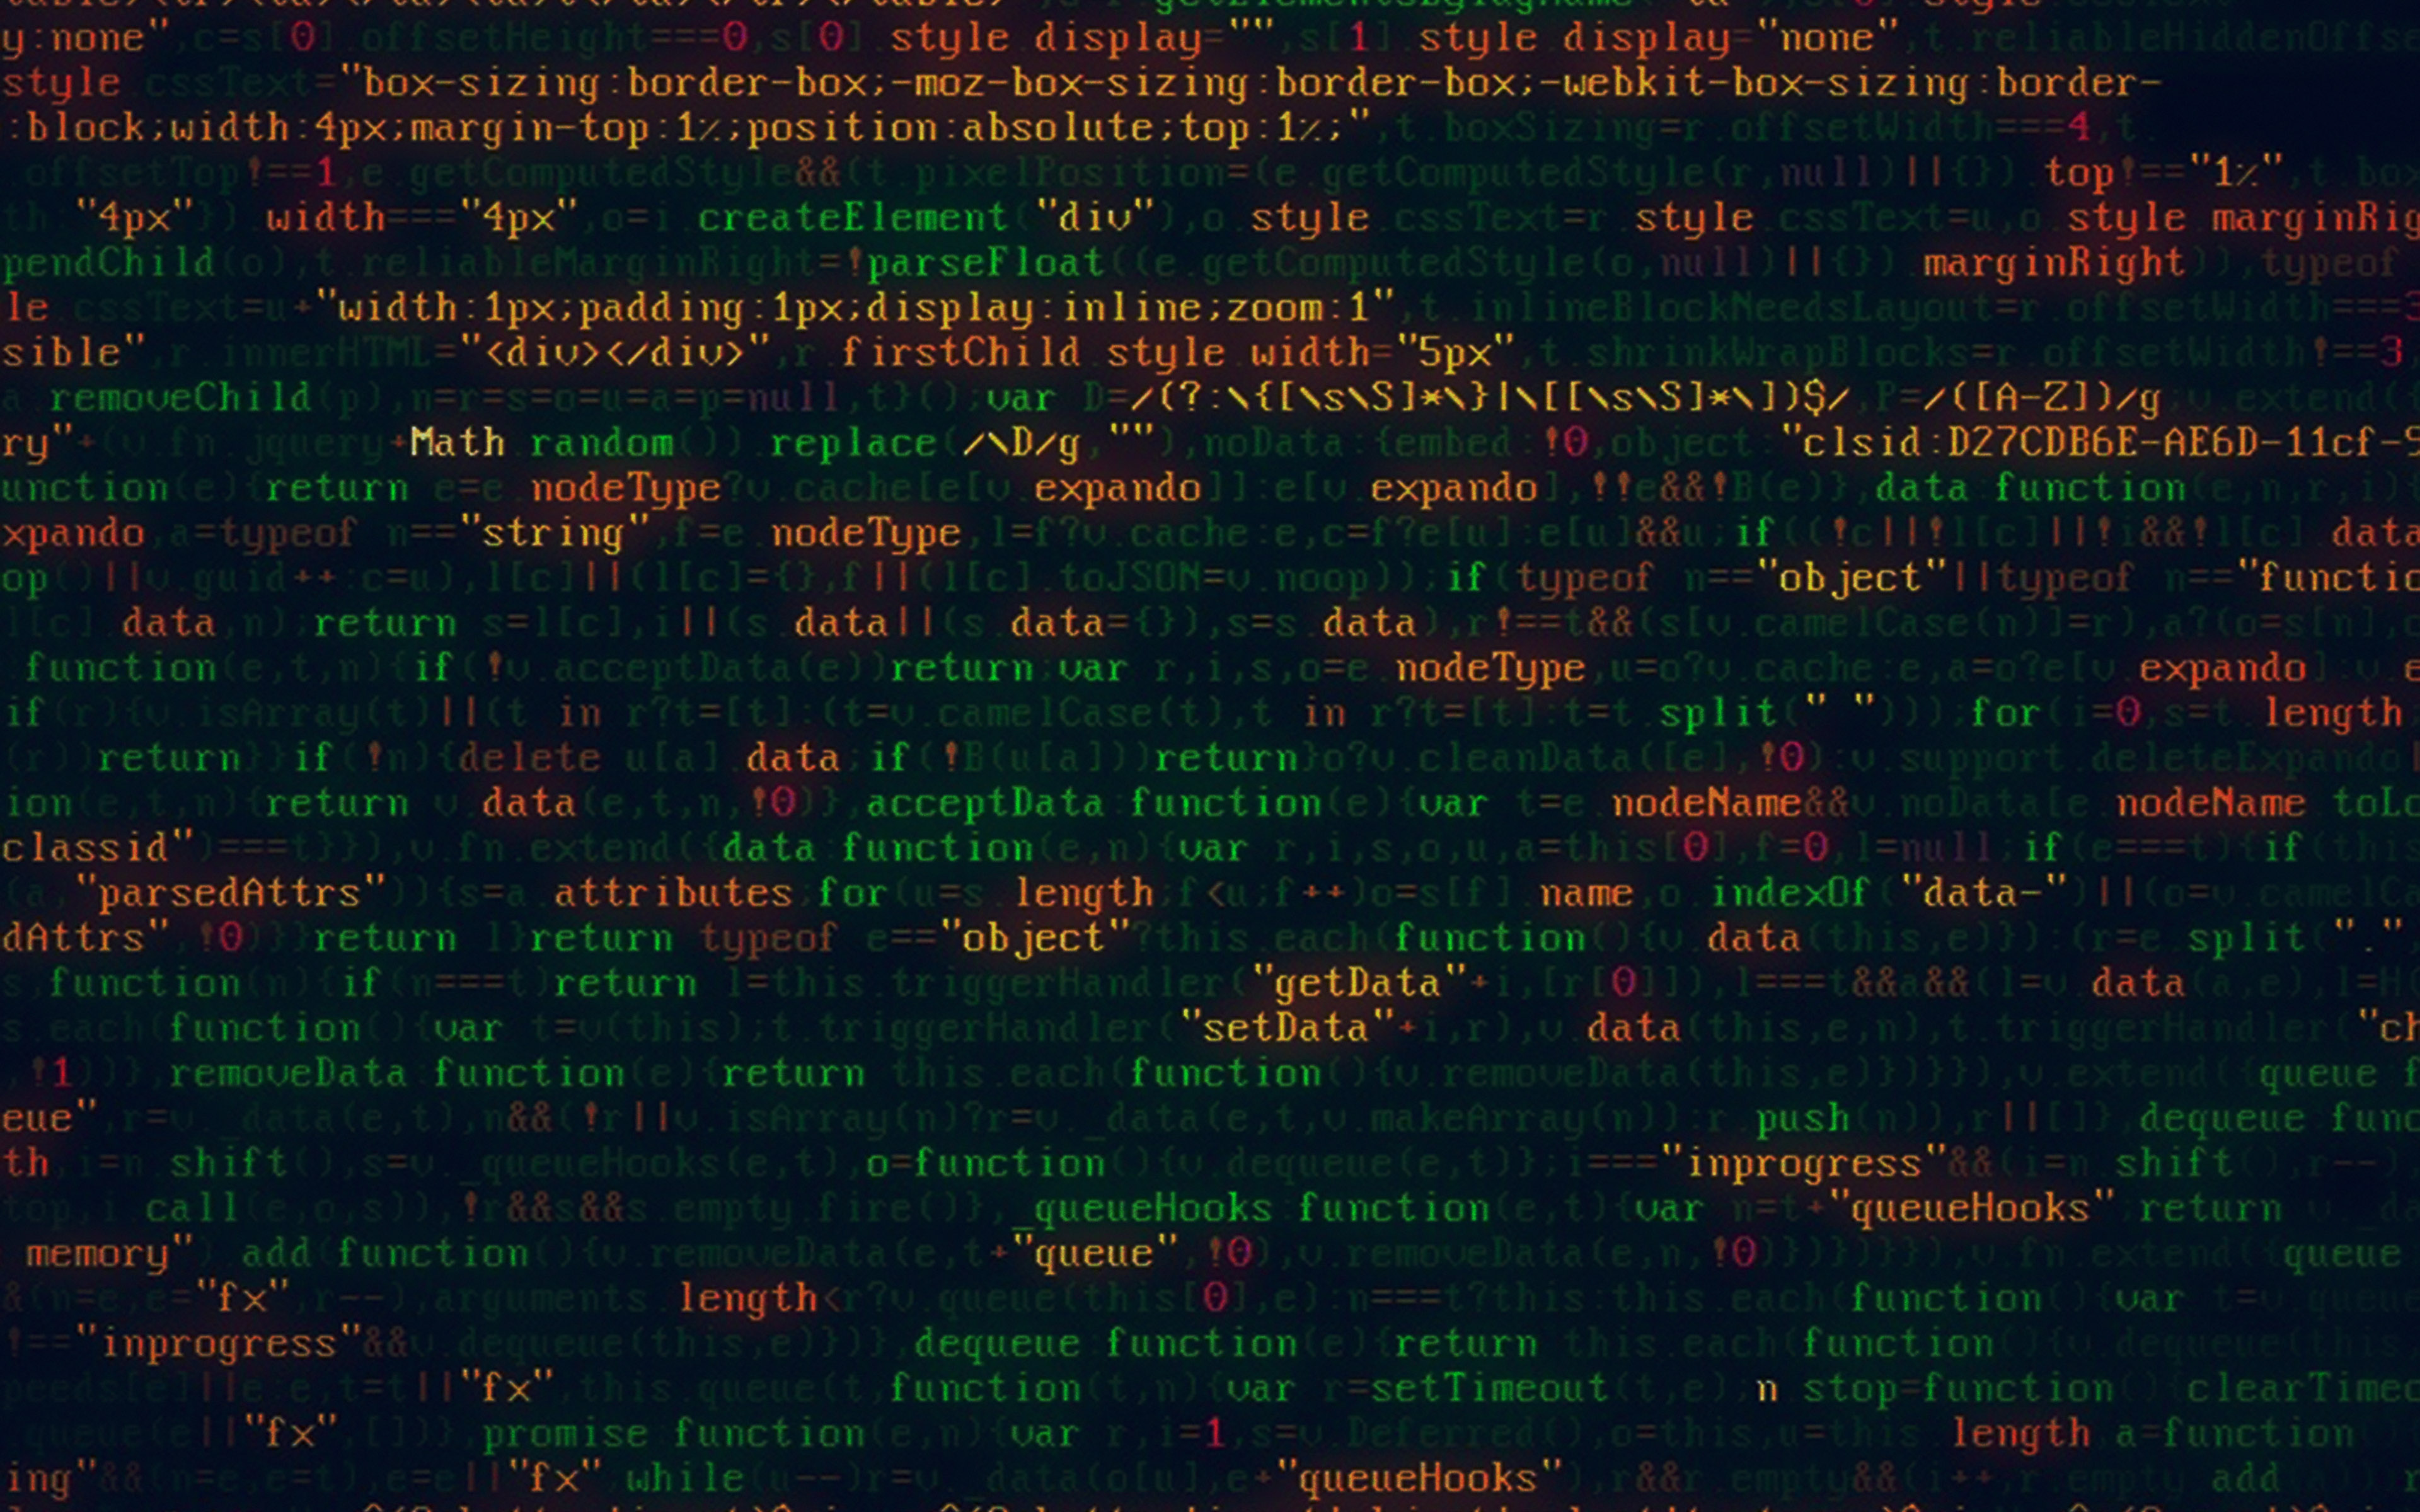 y:none",c=s[0].offsetHeight===0,s[0].style.display="",s[1].style.display="none",t.reliableHiddenOffse
style.cssText="box-sizing:border-box;-moz-box-sizing:border-box;-webkit-box-sizing:border-
:block;width:4px;margin-top:1%;position:absolute;top:1%;",t.boxSizing=r.offsetWidth===4,t.
.offsetTop!==1,e.getComputedStyle&&(t.pixelPosition=(e.getComputedStyle(r,null)||{}).top!=="1%",t.box
th:"4px"}).width==="4px",o=i.createElement("div"),o.style.cssText=r.style.cssText=u,o.style.marginRig
pendChild(o),t.reliableMarginRight=!parseFloat((e.getComputedStyle(o,null)||{}).marginRight)),typeof
le.cssText=u+"width:1px;padding:1px;display:inline;zoom:1",t.inlineBlockNeedsLayout=r.offsetWidth===3
sible",r.innerHTML="<div></div>",r.firstChild.style.width="5px",t.shrinkWrapBlocks=r.offsetWidth!==3,
a.removeChild(p),n=r=s=o=u=a=p=null,t}();var D=/(?:\{[\s\S]*\}|\[[\s\S]*\])$/,P=/([A-Z])/g;v.extend(
ry"+(v.fn.jquery+Math.random()).replace(/\D/g,""),noData:{embed:!0,object:"clsid:D27CDB6E-AE6D-11cf-9
unction(e){return e=e.nodeType?v.cache[e[v.expando]]:e[v.expando],!!e&&!B(e)},data:function(e,n,r,i){
xpando,a=typeof n=="string",f=e.nodeType,l=f?v.cache:e,c=f?e[u]:e[u]&&u;if((!c||!l[c]||!i&&!l[c].data
op()||v.guid++:c=u),l[c]||(l[c]={},f||(l[c].toJSON=v.noop));if(typeof n=="object"||typeof n=="functio
l[c].data,n);return s=l[c],i||(s.data||(s.data={}),s=s.data),r!==t&&(s[v.camelCase(n)]=r),a?(o=s[n],o
:function(e,t,n){if(!v.acceptData(e))return;var r,i,s,o=e.nodeType,u=o?v.cache:e,a=o?e[v.expando]:v.e
if(r){v.isArray(t)||(t in r?t=[t]:(t=v.camelCase(t),t in r?t=[t]:t=t.split(" ")));for(i=0,s=t.length
(r))return}}if(!n){delete u[a].data;if(!B(u[a]))return}o?v.cleanData([e],!0):v.support.deleteExpando|
ion(e,t,n){return v.data(e,t,n,!0)},acceptData:function(e){var t=e.nodeName&&v.noData[e.nodeName.toLo
classid")===t}}),v.fn.extend({data:function(e,n){var r,i,s,o,u,a=this[0],f=0,l=null;if(e===t){if(this
(a,"parsedAttrs")){s=a.attributes;for(u=s.length;f<u;f++)o=s[f].name,o.indexOf("data-")||(o=v.camelCa
dAttrs",!0)}}return l}return typeof e=="object"?this.each(function(){v.data(this,e)}):(r=e.split(".",
s,function(n){if(n===t)return l=this.triggerHandler("getData"+i,[r[0]]),l===t&&a&&(l=v.data(a,e),l=H(
s.each(function(){var t=v(this);t.triggerHandler("setData"+i,r),v.data(this,e,n),t.triggerHandler("ch
,!1))},removeData:function(e){return this.each(function(){v.removeData(this,e)})}}),v.extend({queue:f
eue",r=v._data(e,t),n&&(!r||v.isArray(n)?r=v._data(e,t,v.makeArray(n)):r.push(n)),r||[]},dequeue:func
th,i=n.shift(),s=v._queueHooks(e,t),o=function(){v.dequeue(e,t)};i==="inprogress"&&(i=n.shift(),r--)
top,i.call(e,o,s)),!r&&s&&s.empty.fire()},_queueHooks:function(e,t){var n=t+"queueHooks";return v._da
memory").add(function(){v.removeData(e,t+"queue",!0),v.removeData(e,n,!0)})})}}),v.fn.extend({queue
&(n=e,e="fx",r--),arguments.length<r?v.queue(this[0],e):n===t?this:this.each(function(){var t=v.queue
!=="inprogress"&&v.dequeue(this,e)})},dequeue:function(e){return this.each(function(){v.dequeue(this
peeds[e]||e:e,t=t||"fx",this.queue(t,function(t,n){var r=setTimeout(t,e);n.stop=function(){clearTimeo
.queue(e||"fx",[])},promise:function(e,n){var r,i=1,s=v.Deferred(),o=this,u=this.length,a=function()
ing"&&(n=e,e=t),e=e||"fx";while(u--)r=v._data(o[u],e+"queueHooks"),r&&r.empty&&(i++,r.empty.add(a)),r